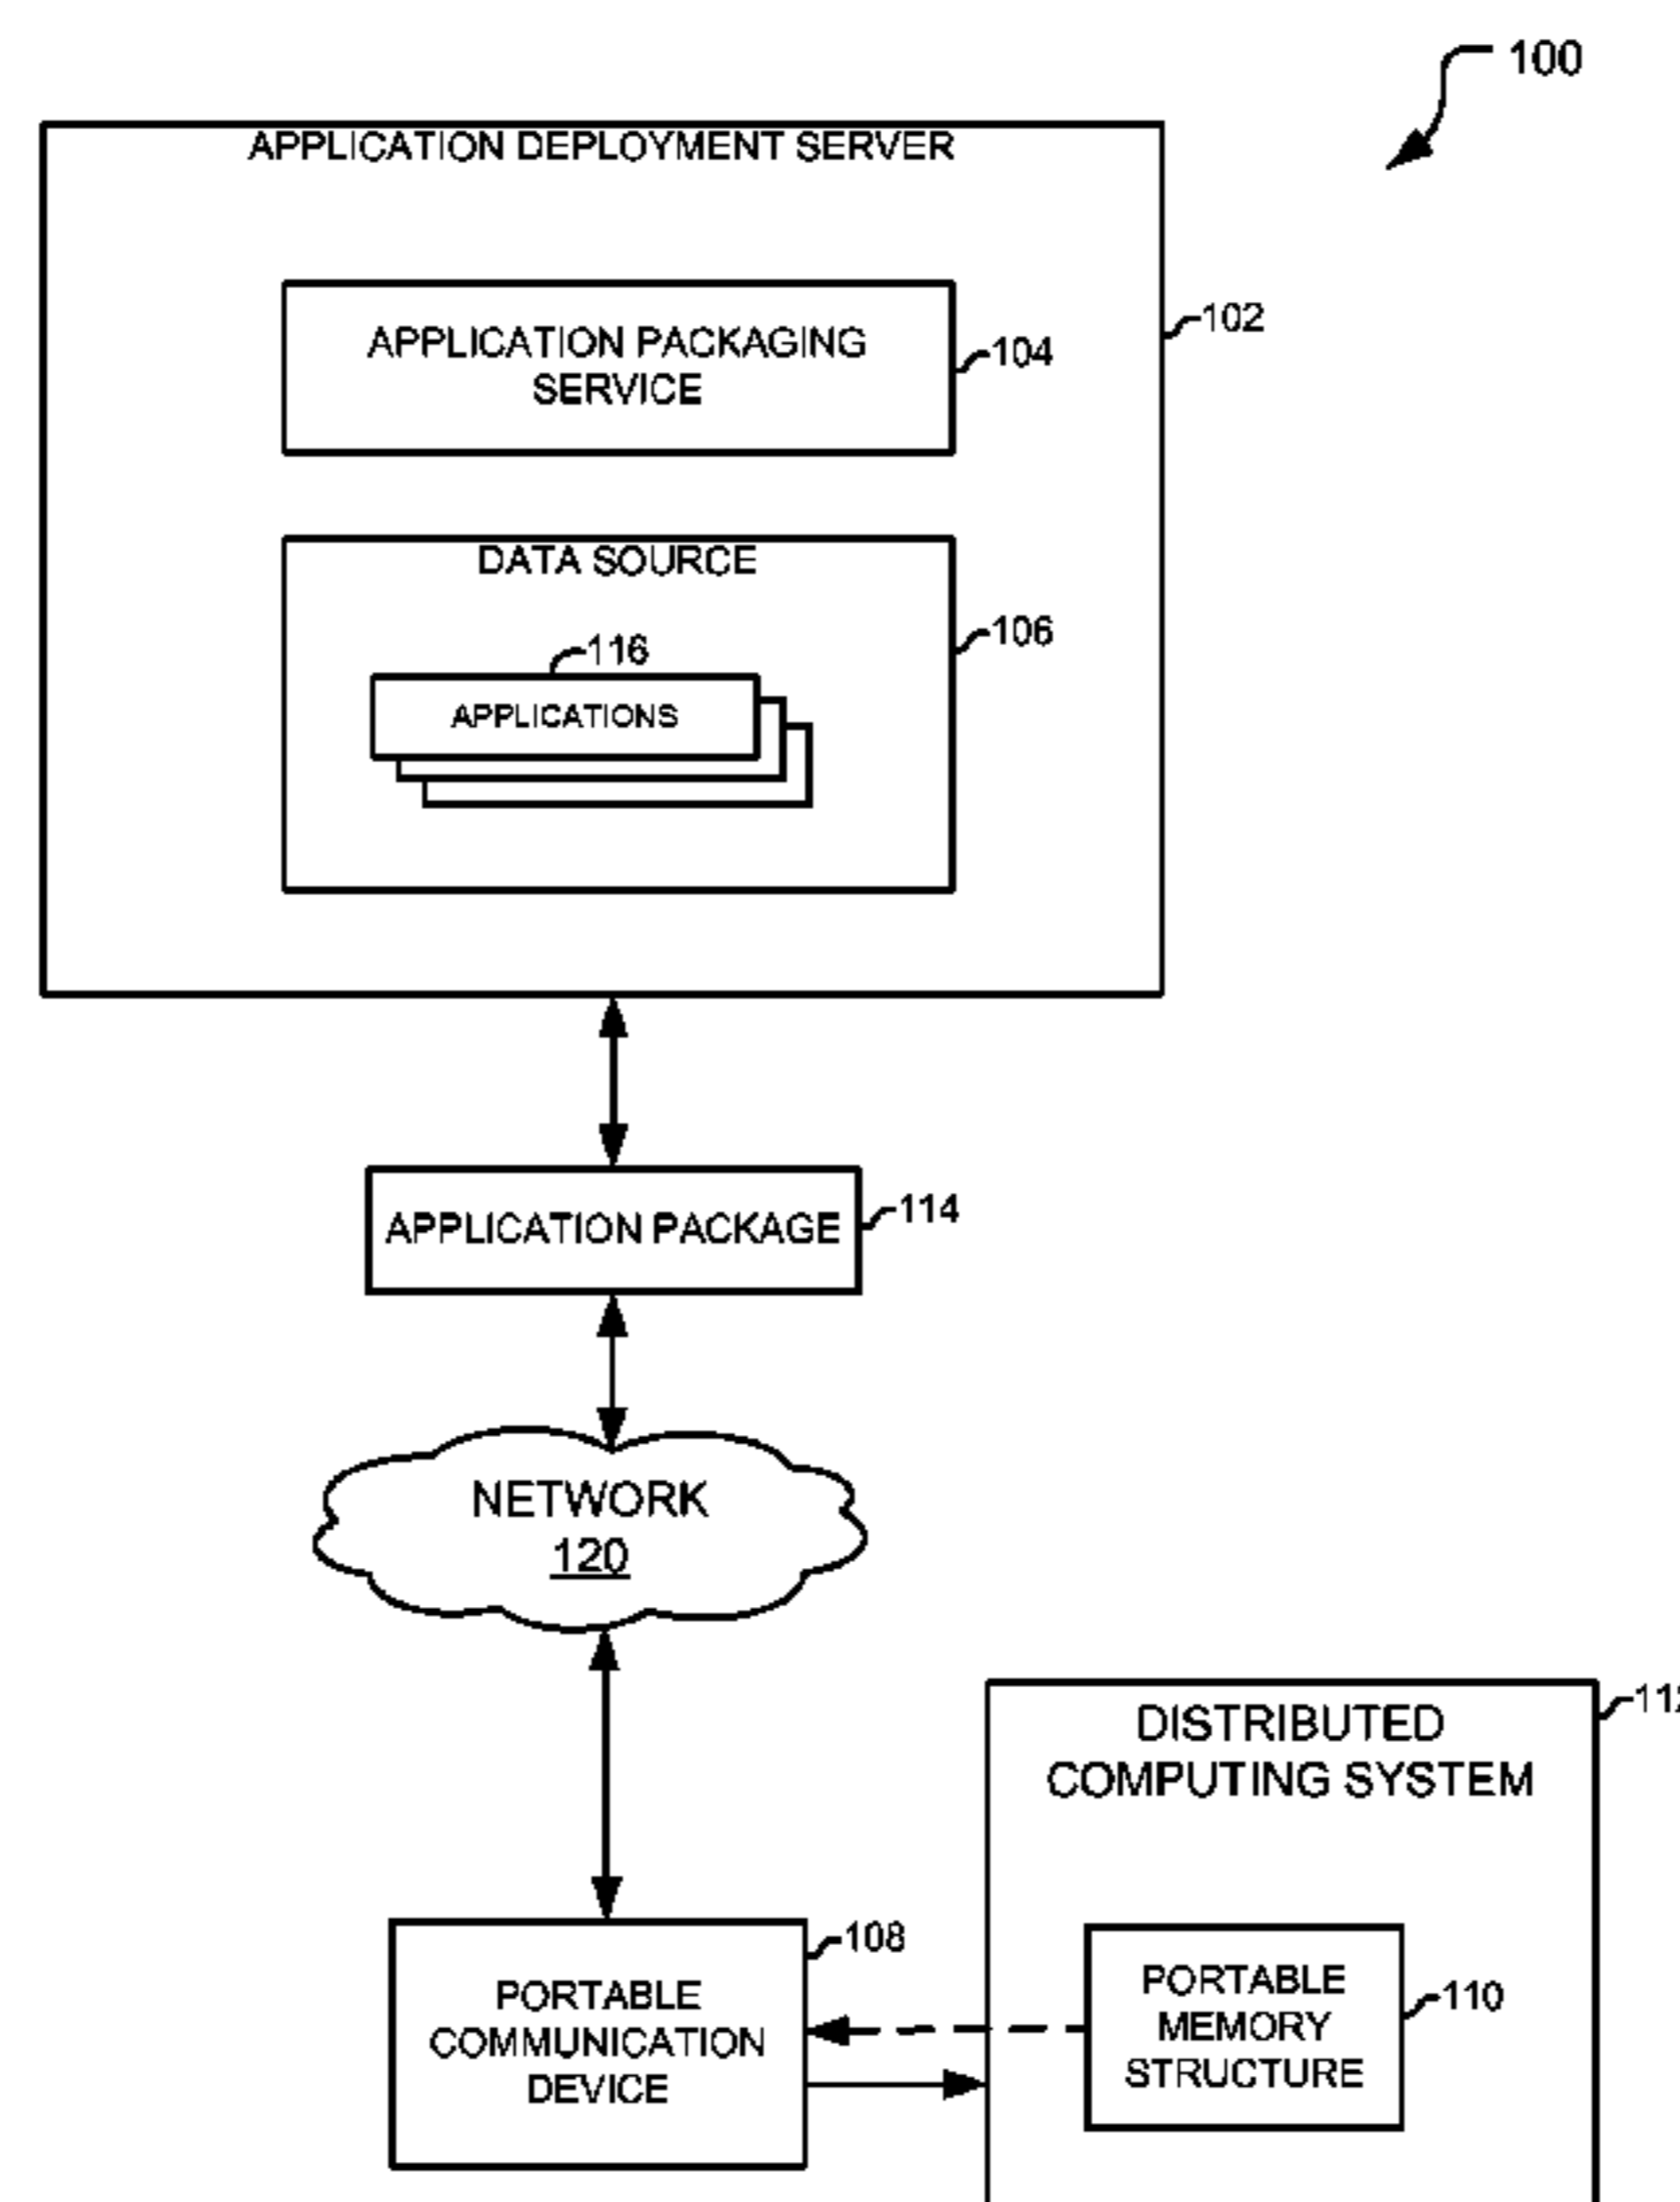 100
APPLICATION DEPLOYMENT SERVER
102
APPLICATION PACKAGING
SERVICE
104
DATA SOURCE
106
116
APPLICATIONS
APPLICATION PACKAGE
114
NETWORK
120
DISTRIBUTED
COMPUTING SYSTEM
PORTABLE
COMMUNICATION
DEVICE
108
PORTABLE
MEMORY
STRUCTURE
110